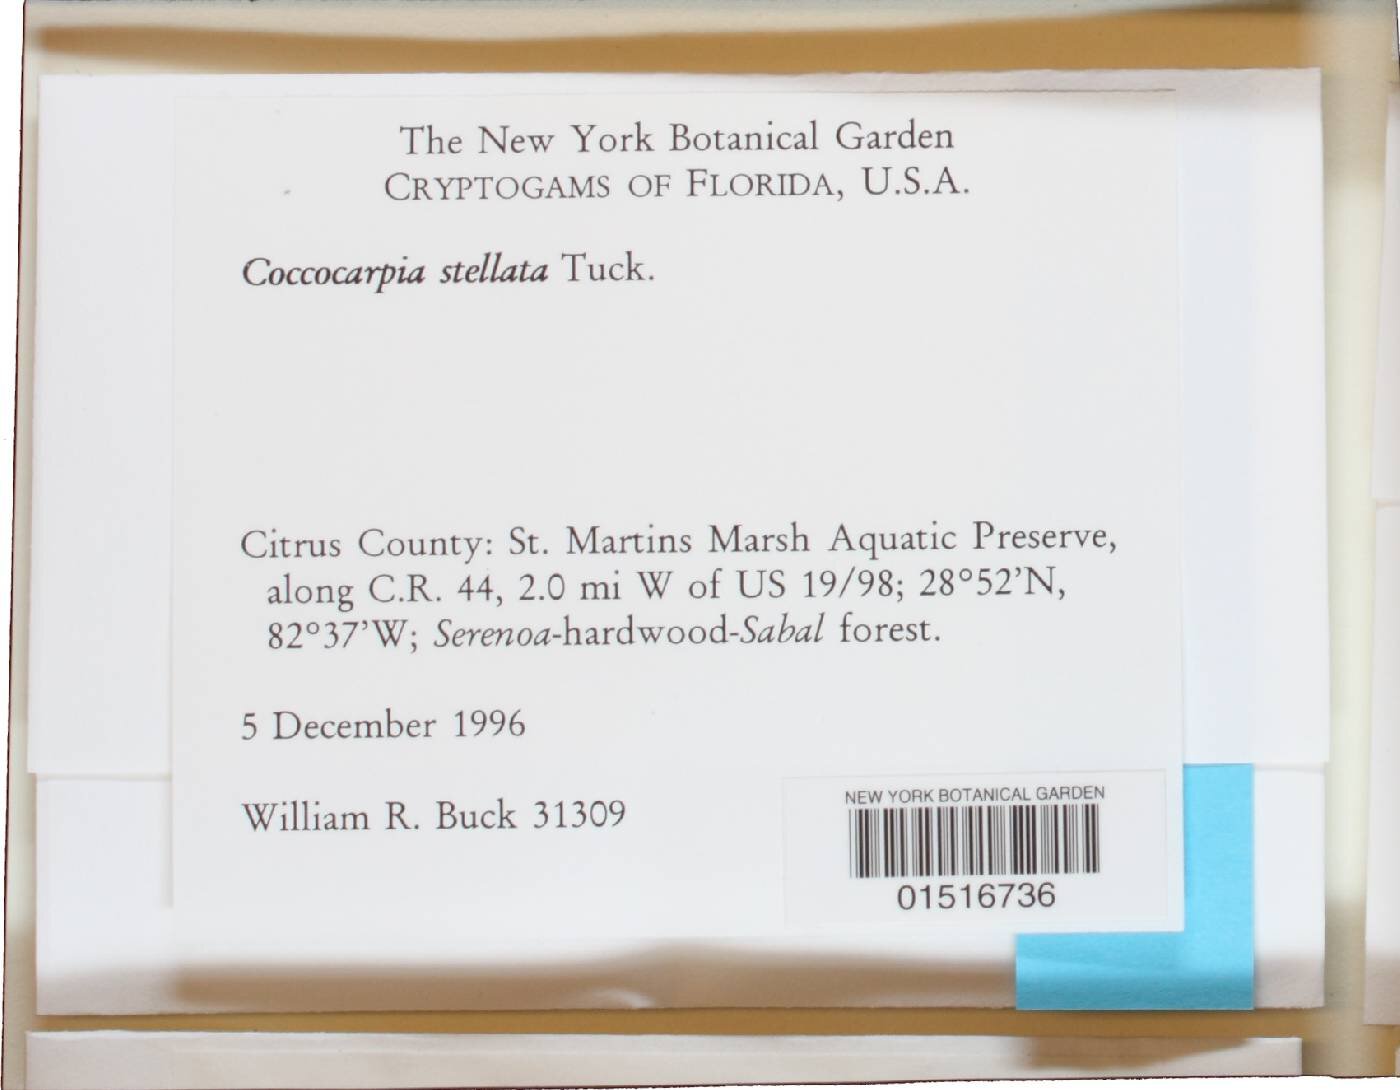 The New York Botanical Garden
CRYPTOGAMS OF FLORIDA, U.S.A.
Coccocarpia stellata Tuck.
Citrus County: St. Martins Marsh Aquatic Preserve,
along C.R. 44, 2.0 mi W of US 19/98; 28°52’N,
82°37’W; Serenoa-hardwood-Sabal forest.
5 December 1996
William R. Buck 31309
NEW YORK BOTANICAL GARDEN
01516736